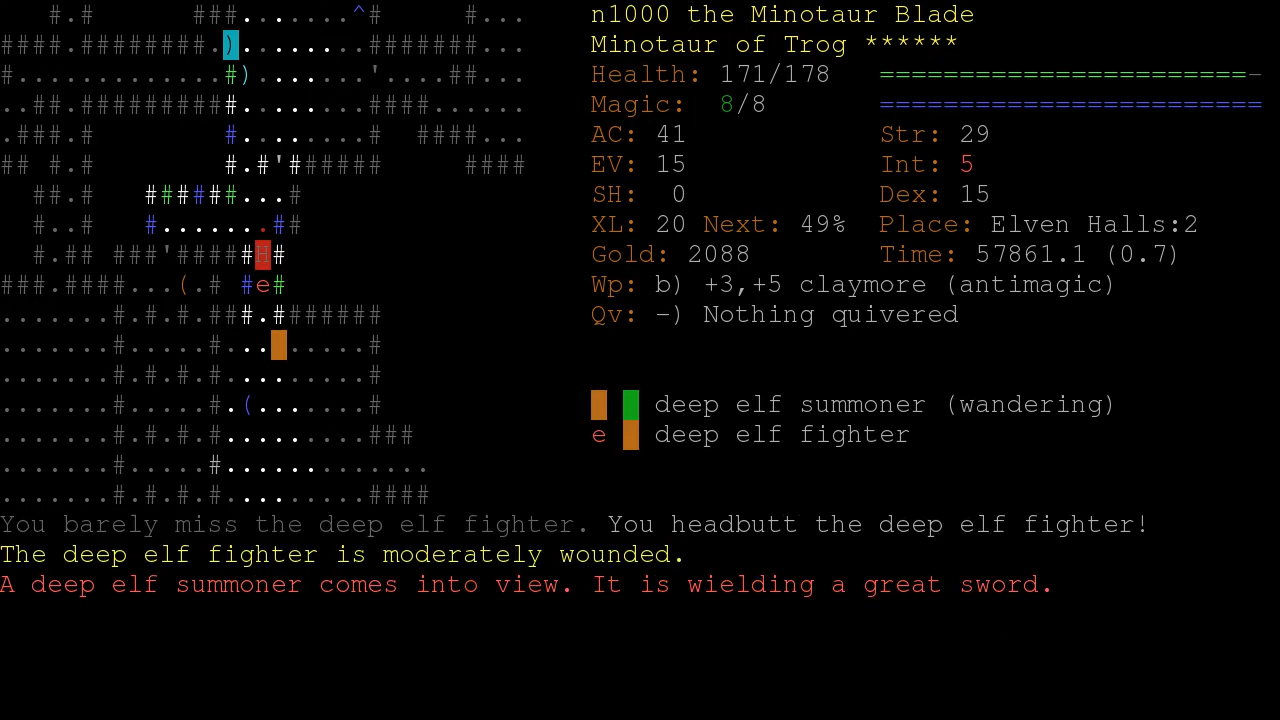 #.#      ###.......^#     #...   n1000 the Minotaur Blade
####.########.)........#######...   Minotaur of Trog ******
#.............#).......'....##...   Health: 171/178   =======================-
..##.#########.........####......   Magic:  8/8       ========================
.###.#        #........#  ####...   AC: 41            Str: 29
## #.#        #.#'######     ####   EV: 15            Int: 5
  ##.#   ######...#                 SH:  0            Dex: 15
  #..#   #.......##                 XL: 20 Next: 49%  Place: Elven Halls:2
  #.## ###'#####H#                  Gold: 2088        Time: 57861.1 (0.7)
###.####...(.# #e#                  Wp: b) +3,+5 claymore (antimagic)
.......#.#.###.######               Qv: -) Nothing quivered
.......#.....#... .....#
.......#.#.#.#.........#
.......#.....#.(.......#                deep elf summoner (wandering)
.......#.#.#.#.........###          e   deep elf fighter
.......#.....#.............
.......#.#.#.#.........####
You barely miss the deep elf fighter. You headbutt the deep elf fighter!
The deep elf fighter is moderately wounded.
A deep elf summoner comes into view. It is wielding a great sword.